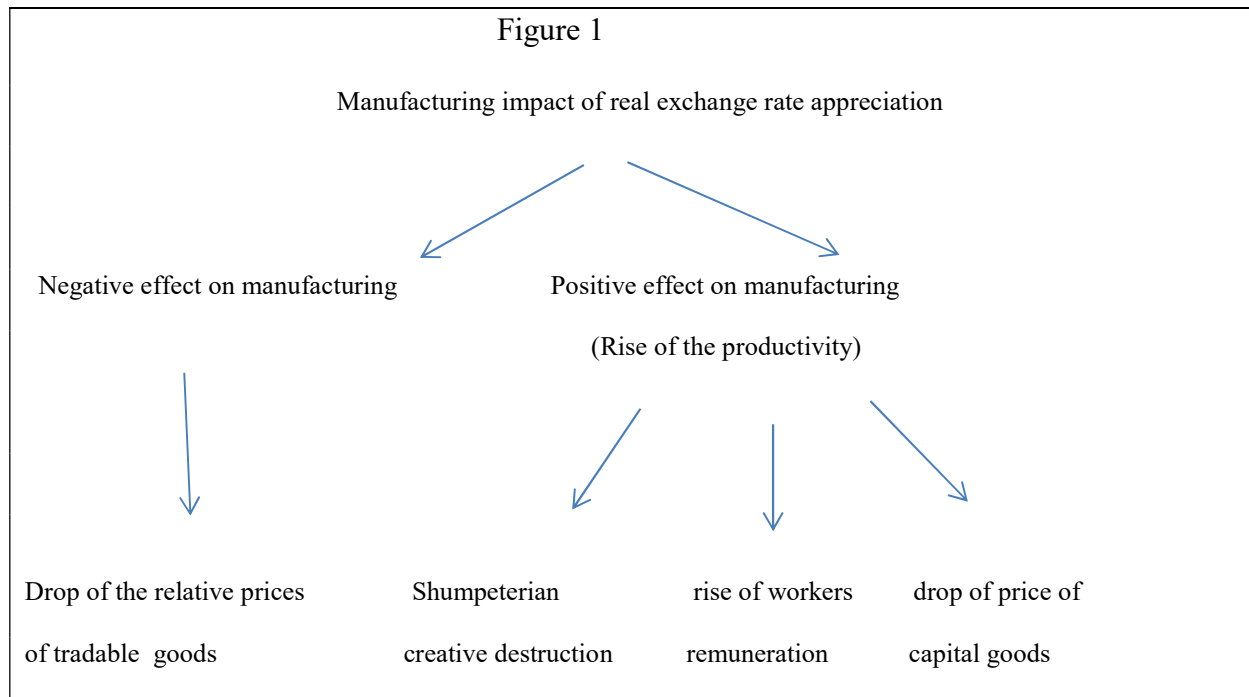 Figure 1
Manufacturing impact of real exchange rate appreciation
Negative effect on manufacturing
Positive effect on manufacturing
(Rise of the productivity)
Drop of the relative prices
of tradable goods
Shumpeterian
creative destruction
rise of workers
remuneration
drop of price of
capital goods